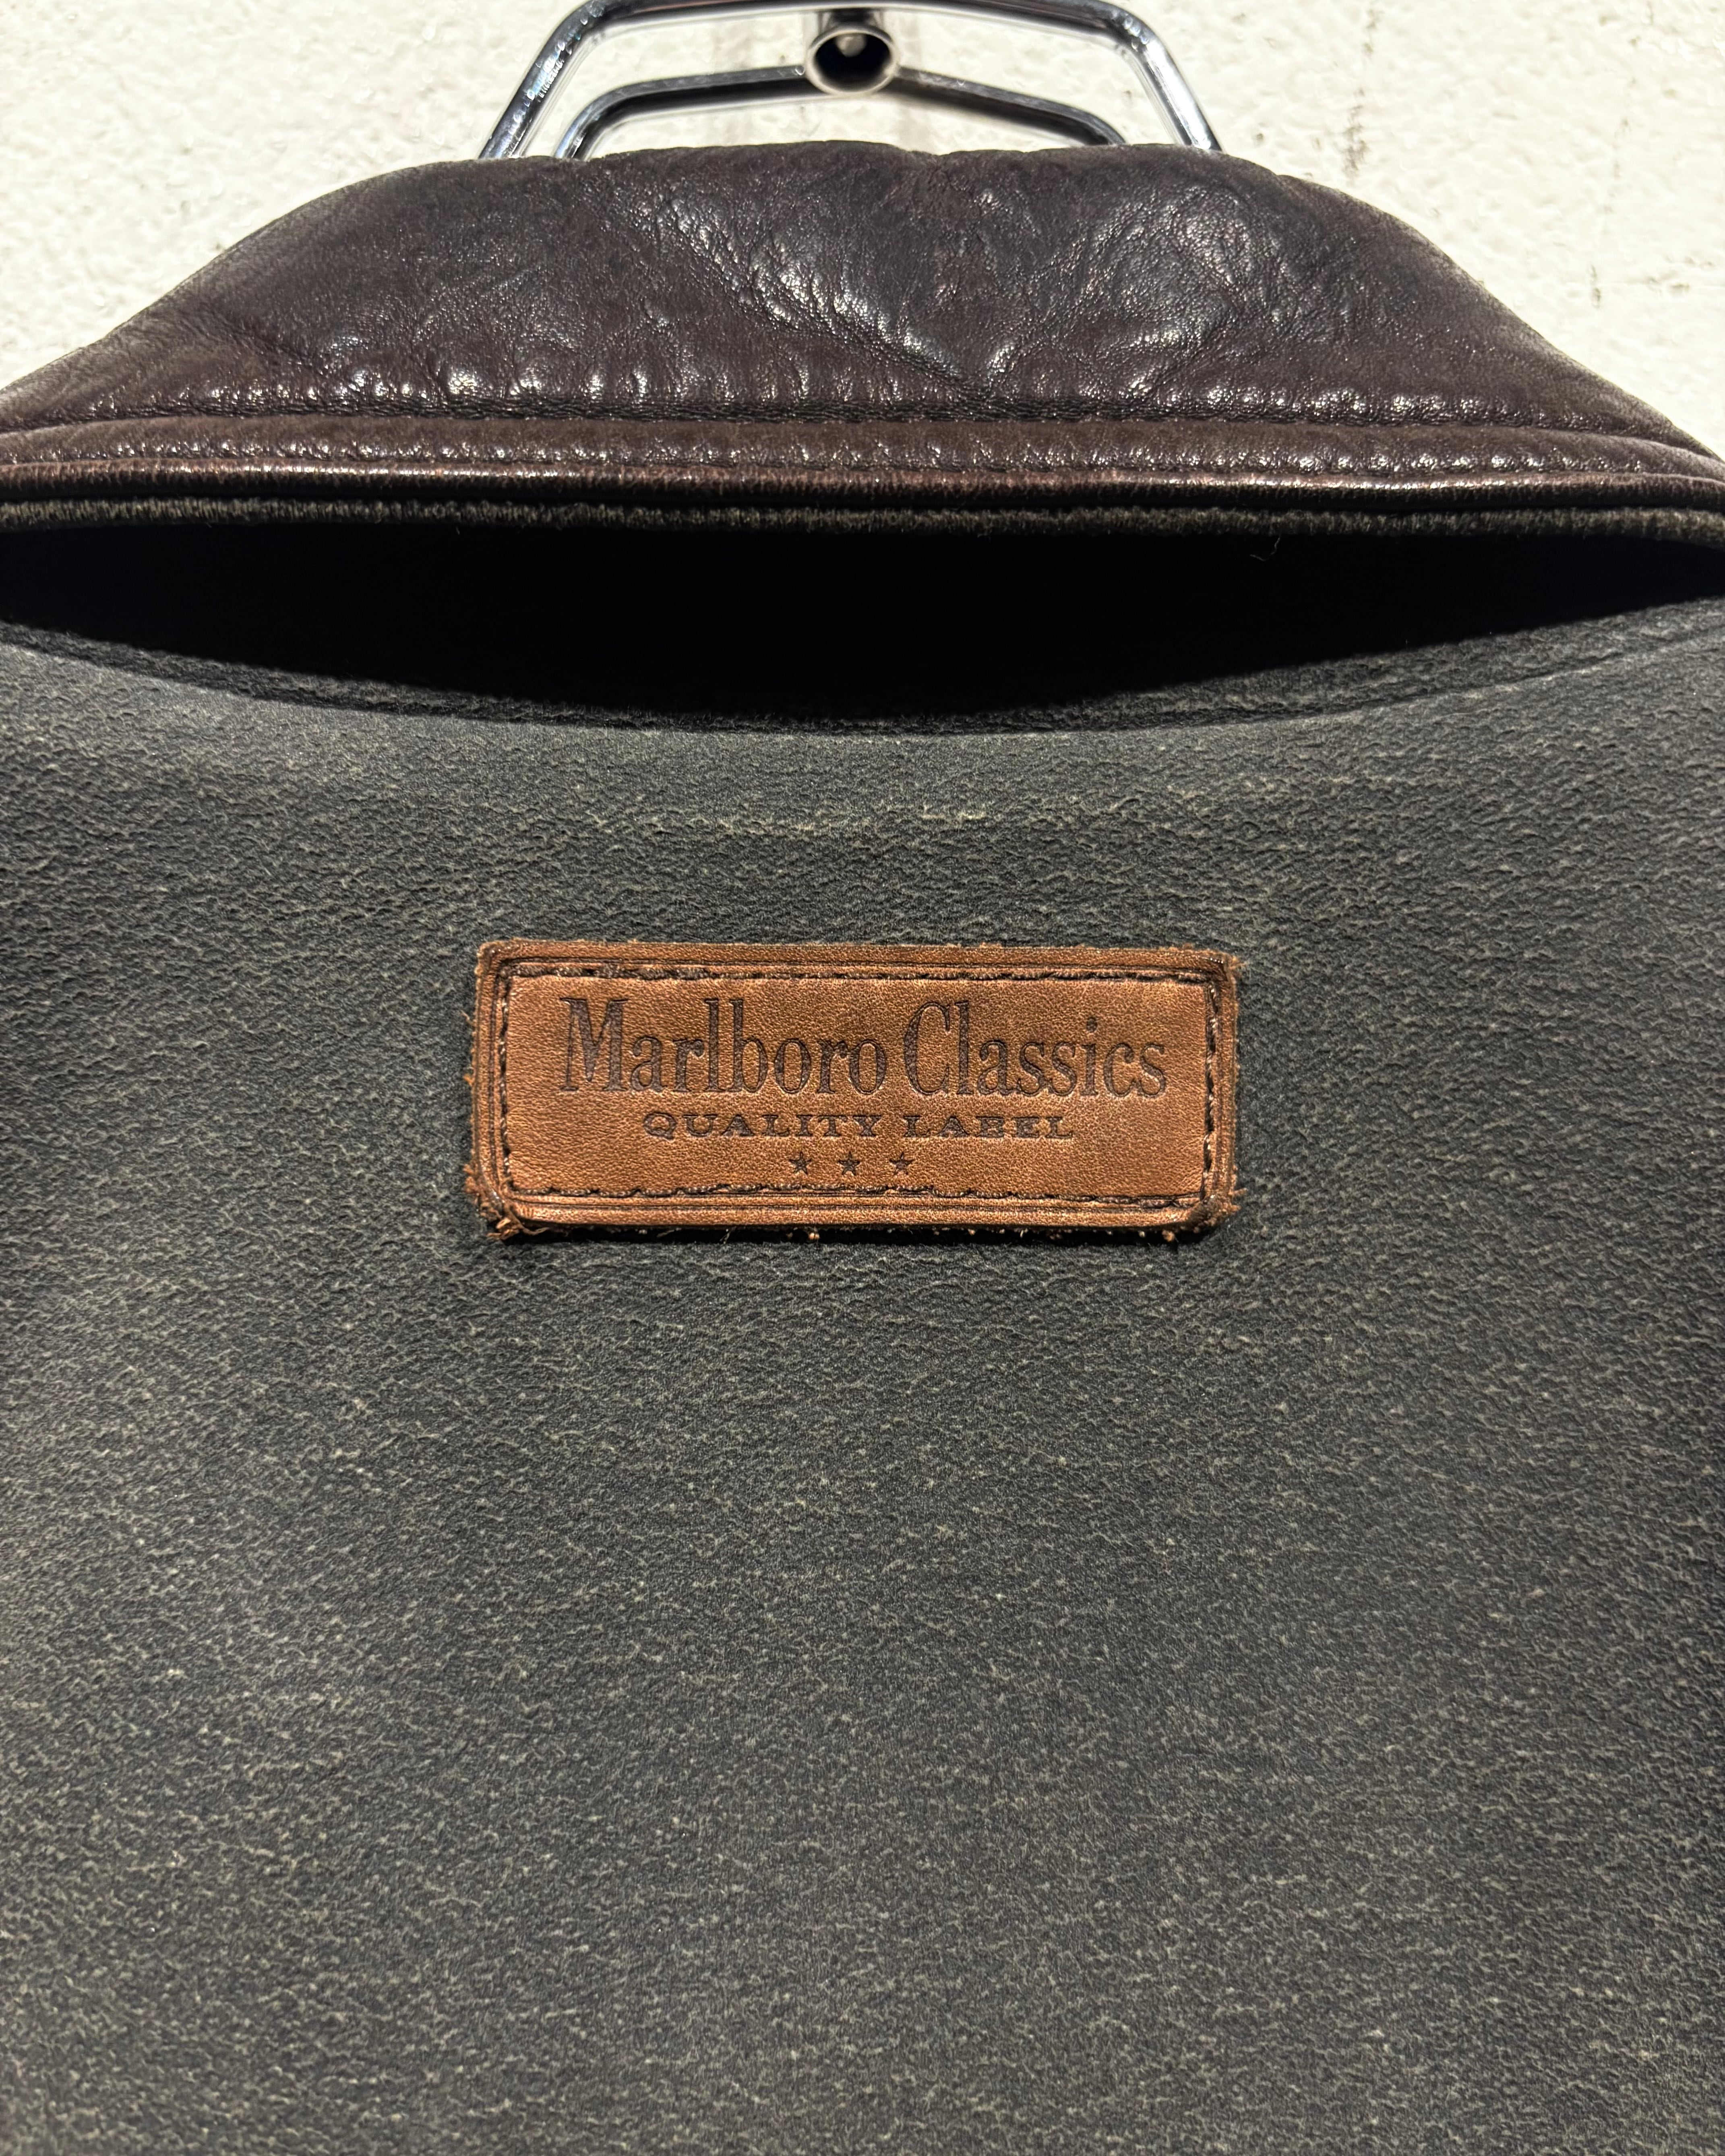 Marlboro Classics
QUALITY LABEL
★ ★ ★